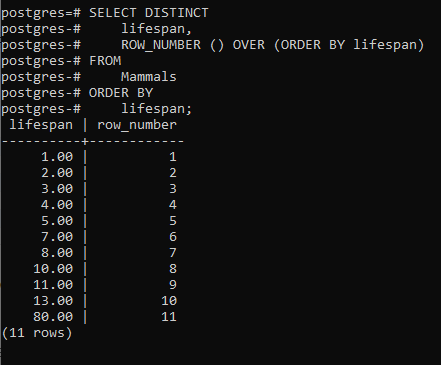 postgres=# SELECT DISTINCT
postgres-#     lifespan,
postgres-#     ROW_NUMBER () OVER (ORDER BY lifespan)
postgres-# FROM
postgres-#     Mammals
postgres-# ORDER BY
postgres-#     lifespan;
 lifespan | row_number
----------+------------
     1.00 |          1
     2.00 |          2
     3.00 |          3
     4.00 |          4
     5.00 |          5
     7.00 |          6
     8.00 |          7
    10.00 |          8
    11.00 |          9
    13.00 |         10
    80.00 |         11
(11 rows)